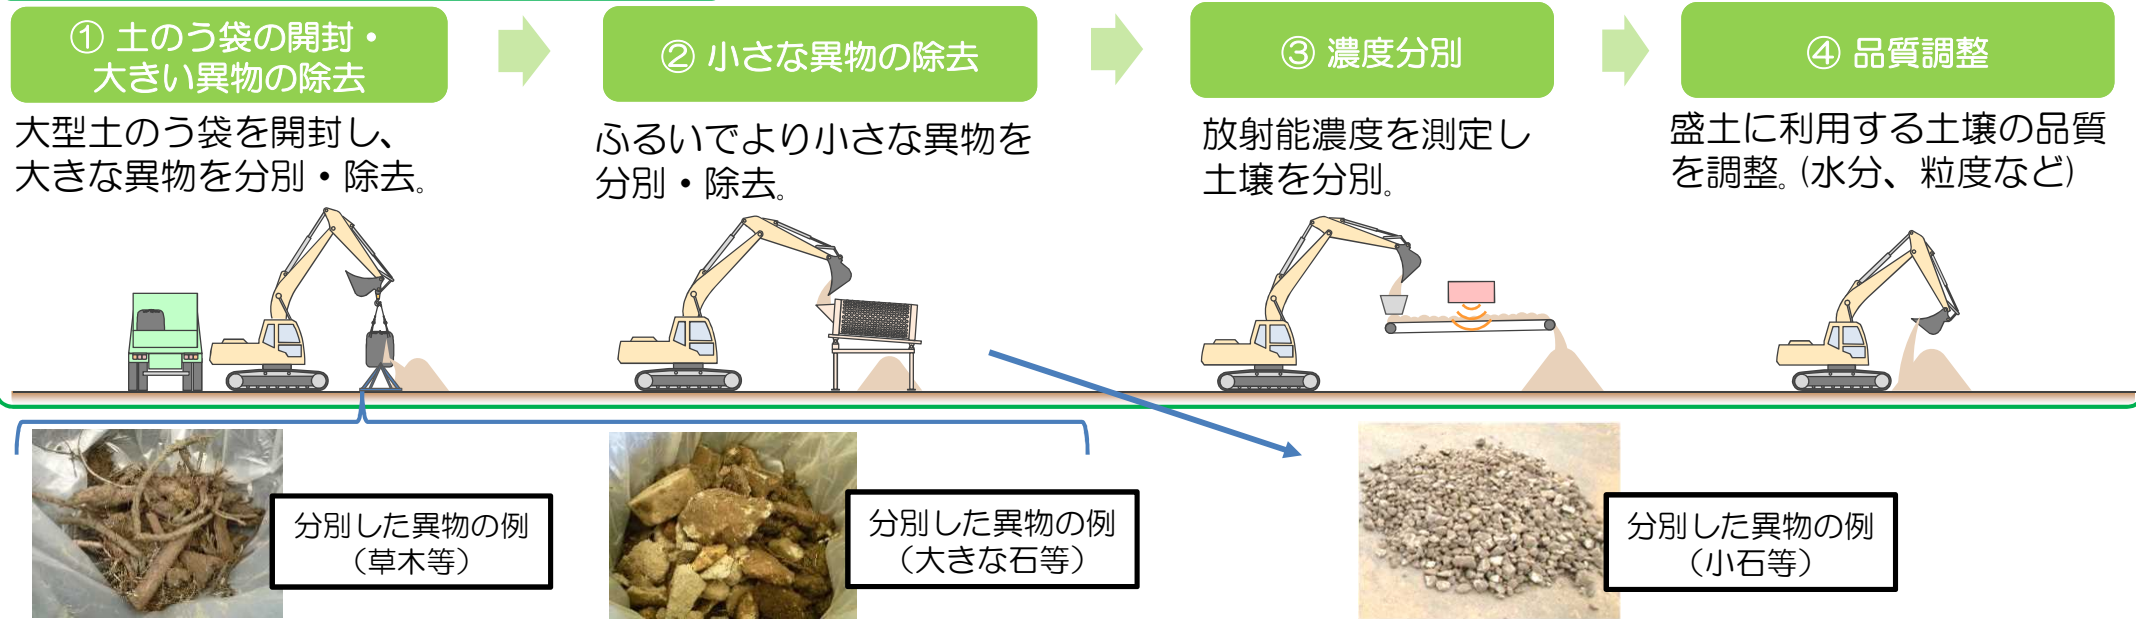 ① 土のう袋の開封・
大きい異物の除去
大型土のう袋を開封し、
大きな異物を分別・除去。
② 小さな異物の除去
ふるいでより小さな異物を
分別・除去。
③ 濃度分別
放射能濃度を測定し
土壌を分別。
④ 品質調整
盛土に利用する土壌の品質
を調整。(水分、粒度など)
分別した異物の例
（草木等）
分別した異物の例
（大きな石等）
分別した異物の例
（小石等）